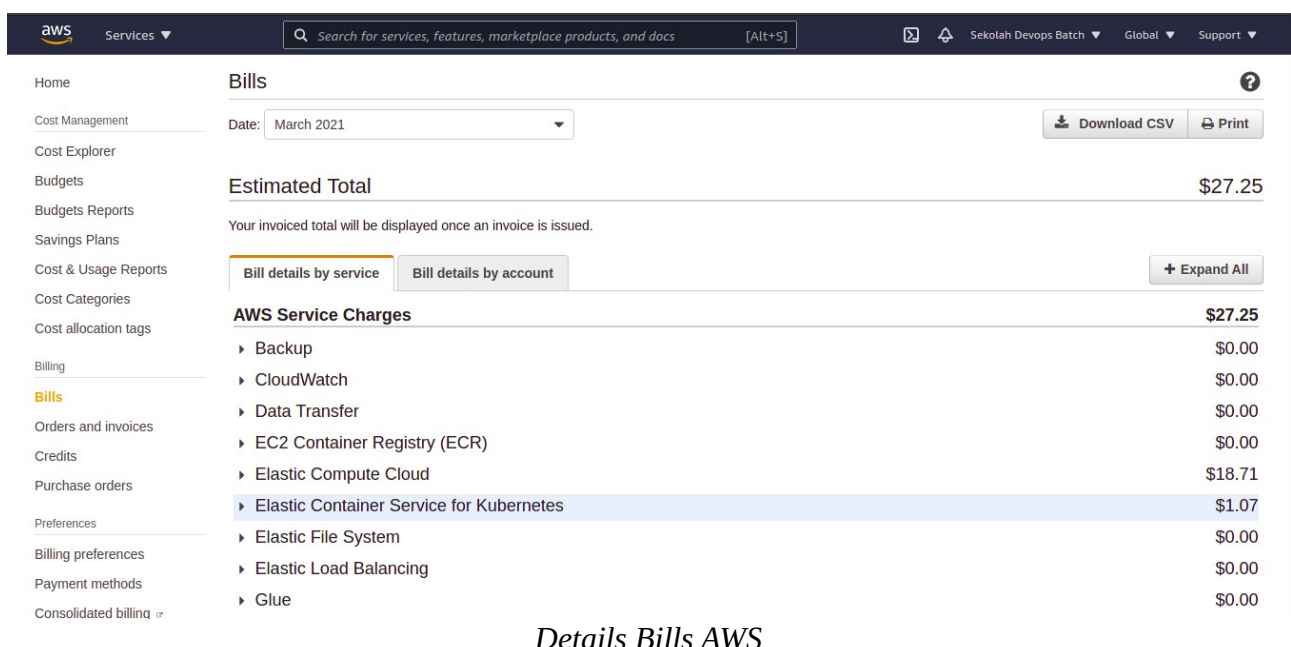 aws Services Search for services, features, marketplace products, and docs [Alt+S] Sekolah Devops Batch Global Support
Home
Cost Management
Cost Explorer
Budgets
Budgets Reports
Savings Plans
Cost & Usage Reports
Cost Categories
Cost allocation tags
Billing
Bills
Orders and invoices
Credits
Purchase orders
Preferences
Billing preferences
Payment methods
Consolidated billing
Bills
Date: March 2021 Download CSV Print
Estimated Total $27.25
Your invoiced total will be displayed once an invoice is issued.
Bill details by service Bill details by account + Expand All
AWS Service Charges $27.25
Backup $0.00
CloudWatch $0.00
Data Transfer $0.00
EC2 Container Registry (ECR) $0.00
Elastic Compute Cloud $18.71
Elastic Container Service for Kubernetes $1.07
Elastic File System $0.00
Elastic Load Balancing $0.00
Glue $0.00
Details Bills AWS